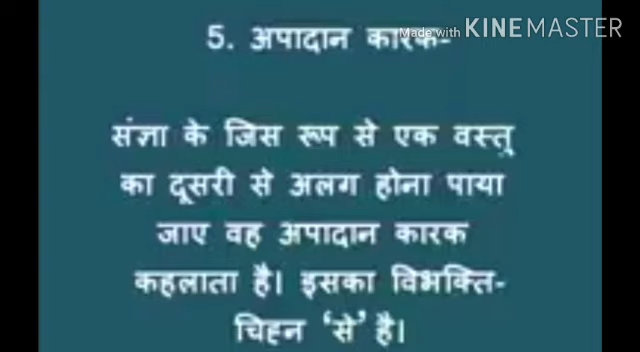 5. अपादान कारक-
Made with KINEMASTER
संज्ञा के जिस रूप से एक वस्तु
का दूसरी से अलग होना पाया
जाए वह अपादान कारक
कहलाता है। इसका विभक्ति-
चिह्न ‘से’ है।